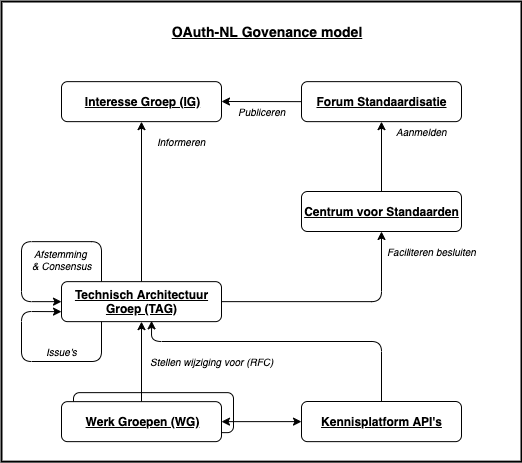 OAuth-NL Govenance model
Interesse Groep (IG)
Forum Standaardisatie
Publiceren
Informeren
Aanmelden
Centrum voor Standaarden
Afstemming
& Consensus
Faciliteren besluiten
Technisch Architectuur
Groep (TAG)
Issue's
Stellen wijziging voor (RFC)
Werk Groepen (WG)
Kennisplatform API's